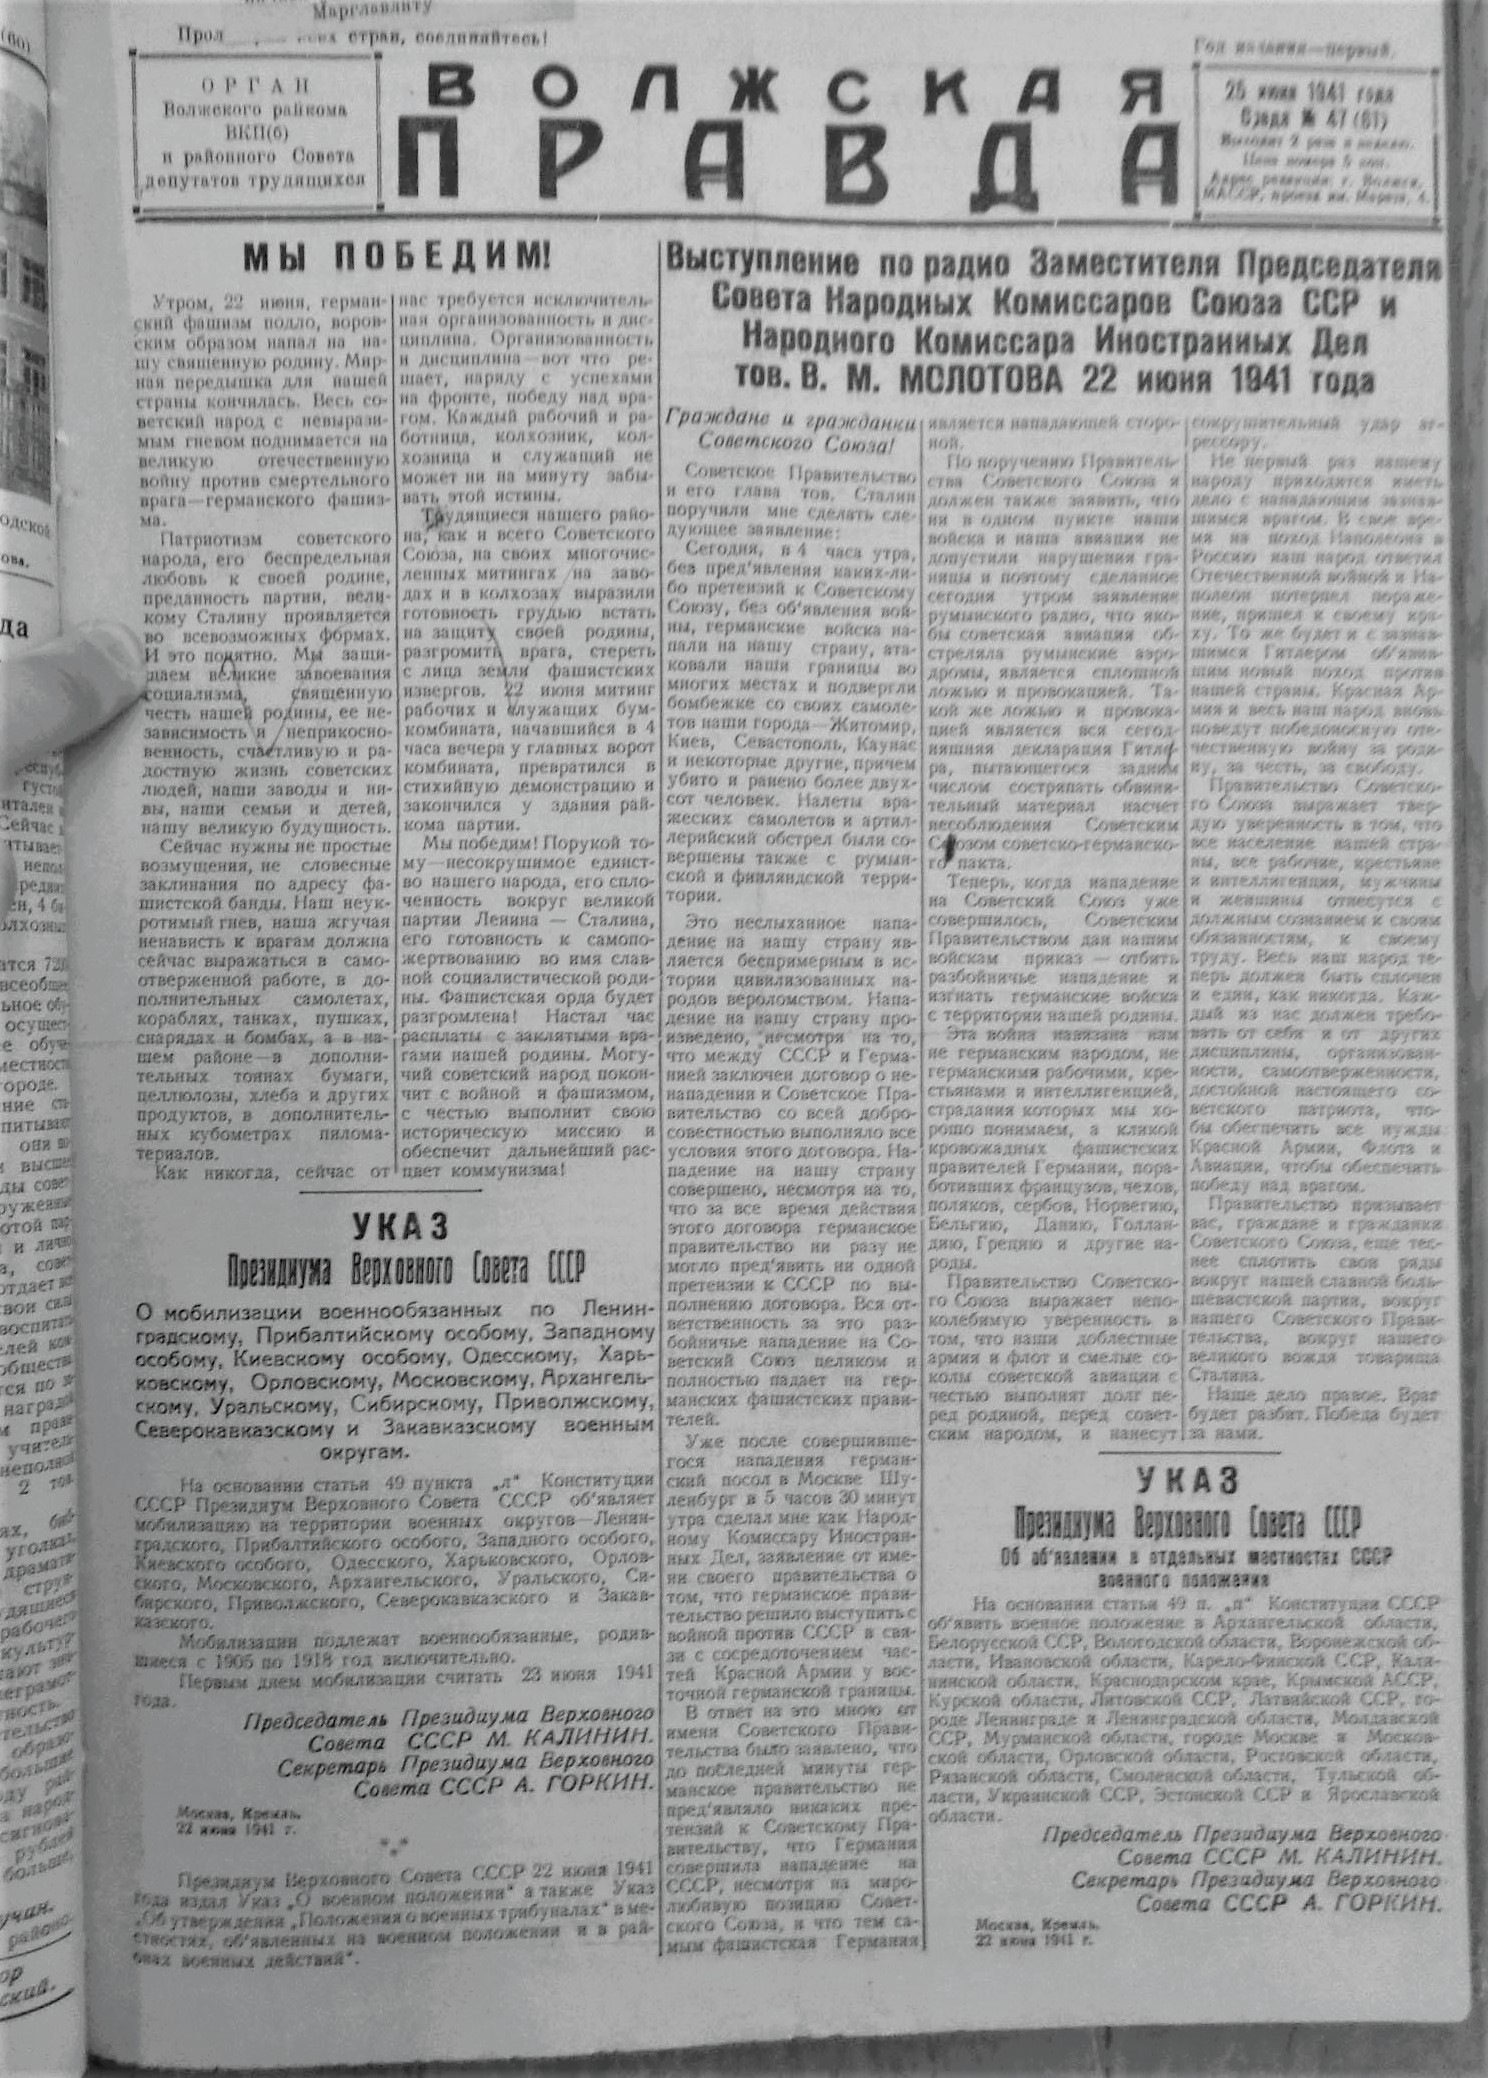 Маргглавлиту
Прол стран, соединяйтесь!
Год издания—первый.
ОРГАН
Волжского райкома
ВКП(б)
и районного Совета
депутатов трудящихся
ВОЛЖСКАЯ
ПРАВДА
25 июня 1941 года
Среда № 47 (61)
Выходит 2 раза в неделю.
Цена номера 5 коп.
Адрес редакции: г. Волжск,
МАССР, проезд им. Маркса, 4.
МЫ ПОБЕДИМ!
Утром, 22 июня, герман-
ский фашизм подло, воров-
ским образом напал на на-
шу священную родину. Мир-
ная передышка для нашей
страны кончилась. Весь со-
ветский народ с невырази-
мым гневом поднимается на
великую отечественную
войну против смертельного
врага—германского фашиз-
ма.
Патриотизм советского
народа, его беспредельная
любовь к своей родине,
преданность партии, вели-
кому Сталину проявляется
во всевозможных формах.
И это понятно. Мы защи-
щаем великие завоевания
социализма, священную
честь нашей родины, ее не-
зависимость и неприкосно-
венность, счастливую и ра-
достную жизнь советских
людей, наши заводы и ни-
вы, наши семьи и детей,
нашу великую будущность.
Сейчас нужны не простые
возмущения, не словесные
заклинания по адресу фа-
шистской банды. Наш неук-
ротимый гнев, наша жгучая
ненависть к врагам должна
сейчас выражаться в само-
отверженной работе, в до-
полнительных самолетах,
кораблях, танках, пушках,
снарядах и бомбах, а в на-
шем районе—в дополни-
тельных тоннах бумаги,
целлюлозы, хлеба и других
продуктов, в дополнитель-
ных кубометрах пилома-
териалов.
Как никогда, сейчас от
нас требуется исключитель-
ная организованность и дис-
циплина. Организованность
и дисциплина—вот что ре-
шает, наряду с успехами
на фронте, победу над вра-
гом. Каждый рабочий и ра-
ботница, колхозник, кол-
хозница и служащий не
может ни на минуту забы-
вать этой истины.
Трудящиеся нашего райо-
на, как и всего Советского
Союза, на своих многочис-
ленных митингах на заво-
дах и в колхозах выразили
готовность грудью встать
на защиту своей родины,
разгромить врага, стереть
с лица земли фашистских
извергов. 22 июня митинг
рабочих и служащих бум-
комбината, начавшийся в 4
часа вечера у главных ворот
комбината, превратился в
стихийную демонстрацию и
закончился у здания рай-
кома партии.
Мы победим! Порукой то-
му—несокрушимое единст-
во нашего народа, его спло-
ченность вокруг великой
партии Ленина — Сталина,
его готовность к самопо-
жертвованию во имя слав-
ной социалистической роди-
ны. Фашистская орда будет
разгромлена! Настал час
расплаты с заклятыми вра-
гами нашей родины. Могу-
чий советский народ покон-
чит с войной и фашизмом,
с честью выполнит свою
историческую миссию и
обеспечит дальнейший рас-
цвет коммунизма!
УКАЗ
Президиума Верховного Совета СССР
О мобилизации военнообязанных по Ленин-
градскому, Прибалтийскому особому, Западному
особому, Киевскому особому, Одесскому, Харь-
ковскому, Орловскому, Московскому, Архангель-
скому, Уральскому, Сибирскому, Приволжскому,
Северокавказскому и Закавказскому военным
округам.
На основании статьи 49 пункта „л“ Конституции
СССР Президиум Верховного Совета СССР об'являет
мобилизацию на территории военных округов—Ленин-
градского, Прибалтийского особого, Западного особого,
Киевского особого, Одесского, Харьковского, Орлов-
ского, Московского, Архангельского, Уральского, Си-
бирского, Приволжского, Северокавказского и Закав-
казского.
Мобилизации подлежат военнообязанные, родив-
шиеся с 1905 по 1918 год включительно.
Первым днем мобилизации считать 23 июня 1941
года.
Председатель Президиума Верховного
Совета СССР М. КАЛИНИН.
Секретарь Президиума Верховного
Совета СССР А. ГОРКИН.
Москва, Кремль.
22 июня 1941 г.
Президиум Верховного Совета СССР 22 июня 1941
года издал Указ „О военном положении“ а также Указ
„Об утверждении „Положения о военных трибуналах“ в ме-
стностях, об'явленных на военном положении и в рай-
онах военных действий“.
Выступление по радио Заместителя Председателя
Совета Народных Комиссаров Союза ССР и
Народного Комиссара Иностранных Дел
тов. В. М. МОЛОТОВА 22 июня 1941 года
Граждане и гражданки
Советского Союза!
Советское Правительство
и его глава тов. Сталин
поручили мне сделать сле-
дующее заявление:
Сегодня, в 4 часа утра,
без пред'явления каких-ли-
бо претензий к Советскому
Союзу, без об'явления вой-
ны, германские войска на-
пали на нашу страну, ата-
ковали наши границы во
многих местах и подвергли
бомбежке со своих самоле-
тов наши города—Житомир,
Киев, Севастополь, Каунас
и некоторые другие, причем
убито и ранено более двух-
сот человек. Налеты вра-
жеских самолетов и артил-
лерийский обстрел были со-
вершены также с румын-
ской и финляндской терри-
тории.
Это неслыханное напа-
дение на нашу страну яв-
ляется беспримерным в ис-
тории цивилизованных на-
родов вероломством. Напа-
дение на нашу страну про-
изведено, несмотря на то,
что между СССР и Герма-
нией заключен договор о не-
нападении и Советское Пра-
вительство со всей добро-
совестностью выполняло все
условия этого договора. На-
падение на нашу страну
совершено, несмотря на то,
что за все время действия
этого договора германское
правительство ни разу не
могло пред'явить ни одной
претензии к СССР по вы-
полнению договора. Вся от-
ветственность за это раз-
бойничье нападение на Со-
ветский Союз целиком и
полностью падает на гер-
манских фашистских прави-
телей.
Уже после совершивше-
гося нападения герман-
ский посол в Москве Шу-
ленбург в 5 часов 30 минут
утра сделал мне как Народ-
ному Комиссару Иностран-
ных Дел, заявление от име-
ни своего правительства о
том, что германское прави-
тельство решило выступить с
войной против СССР в свя-
зи с сосредоточением час-
тей Красной Армии у вос-
точной германской границы.
В ответ на это мною от
имени Советского Прави-
тельства было заявлено, что
до последней минуты гер-
манское правительство не
пред'являло никаких пре-
тензий к Советскому Пра-
вительству, что Германия
совершила нападение на
СССР, несмотря на миро-
любивую позицию Совет-
ского Союза, и что тем са-
мым фашистская Германия
является нападающей сторо-
ной.
По поручению Правитель-
ства Советского Союза я
должен также заявить, что
ни в одном пункте наши
войска и наша авиация не
допустили нарушения гра-
ницы и поэтому сделанное
сегодня утром заявление
румынского радио, что яко-
бы советская авиация об-
стреляла румынские аэро-
дромы, является сплошной
ложью и провокацией. Та-
кой же ложью и провока-
цией является вся сегод-
няшняя декларация Гитле-
ра, пытающегося задним
числом состряпать обвини-
тельный материал насчет
несоблюдения Советским
Союзом советско-германско-
го пакта.
Теперь, когда нападение
на Советский Союз уже
совершилось, Советским
Правительством дан нашим
войскам приказ — отбить
разбойничье нападение и
изгнать германские войска
с территории нашей родины.
Эта война навязана нам
не германским народом, не
германскими рабочими, кре-
стьянами и интеллигенцией,
страдания которых мы хо-
рошо понимаем, а кликой
кровожадных фашистских
правителей Германии, пора-
ботивших французов, чехов,
поляков, сербов, Норвегию,
Бельгию, Данию, Голлан-
дию, Грецию и другие на-
роды.
Правительство Советско-
го Союза выражает непо-
колебимую уверенность в
том, что наши доблестные
армия и флот и смелые со-
колы советской авиации с
честью выполнят долг пе-
ред родиной, перед совет-
ским народом, и нанесут
сокрушительный удар аг-
рессору.
Не первый раз нашему
народу приходится иметь
дело с нападающим зазнав-
шимся врагом. В свое вре-
мя на поход Наполеона в
Россию наш народ ответил
Отечественной войной и На-
полеон потерпел пораже-
ние, пришел к своему кра-
ху. То же будет и с зазнав-
шимся Гитлером об'явив-
шим новый поход против
нашей страны. Красная Ар-
мия и весь наш народ вновь
поведут победоносную оте-
чественную войну за роди-
ну, за честь, за свободу.
Правительство Советско-
го Союза выражает твер-
дую уверенность в том, что
все население нашей стра-
ны, все рабочие, крестьяне
и интеллигенция, мужчины
и женщины отнесутся с
должным сознанием к своим
обязанностям, к своему
труду. Весь наш народ те-
перь должен быть сплочен
и един, как никогда. Каж-
дый из нас должен требо-
вать от себя и от других
дисциплины, организован-
ности, самоотверженности,
достойной настоящего со-
ветского патриота, что-
бы обеспечить все нужды
Красной Армии, Флота и
Авиации, чтобы обеспечить
победу над врагом.
Правительство призывает
вас, граждане и гражданки
Советского Союза, еще тес-
нее сплотить свои ряды
вокруг нашей славной боль-
шевистской партии, вокруг
нашего Советского Прави-
тельства, вокруг нашего
великого вождя товарища
Сталина.
Наше дело правое. Враг
будет разбит. Победа будет
за нами.
УКАЗ
Президиума Верховного Совета СССР
Об об'явлении в отдельных местностях СССР
военного положения
На основании статьи 49 п. „п“ Конституции СССР
об'явить военное положение в Архангельской области,
Белорусской ССР, Вологодской области, Воронежской об-
ласти, Ивановской области, Карело-Финской ССР, Кали-
нинской области, Краснодарском крае, Крымской АССР,
Курской области, Литовской ССР, Латвийской ССР, го-
роде Ленинграде и Ленинградской области, Молдавской
ССР, Мурманской области, городе Москве и Москов-
ской области, Орловской области, Ростовской области,
Рязанской области, Смоленской области, Тульской об-
ласти, Украинской ССР, Эстонской ССР и Ярославской
области.
Председатель Президиума Верховного
Совета СССР М. КАЛИНИН.
Секретарь Президиума Верховного
Совета СССР А. ГОРКИН.
Москва, Кремль.
22 июня 1941 г.